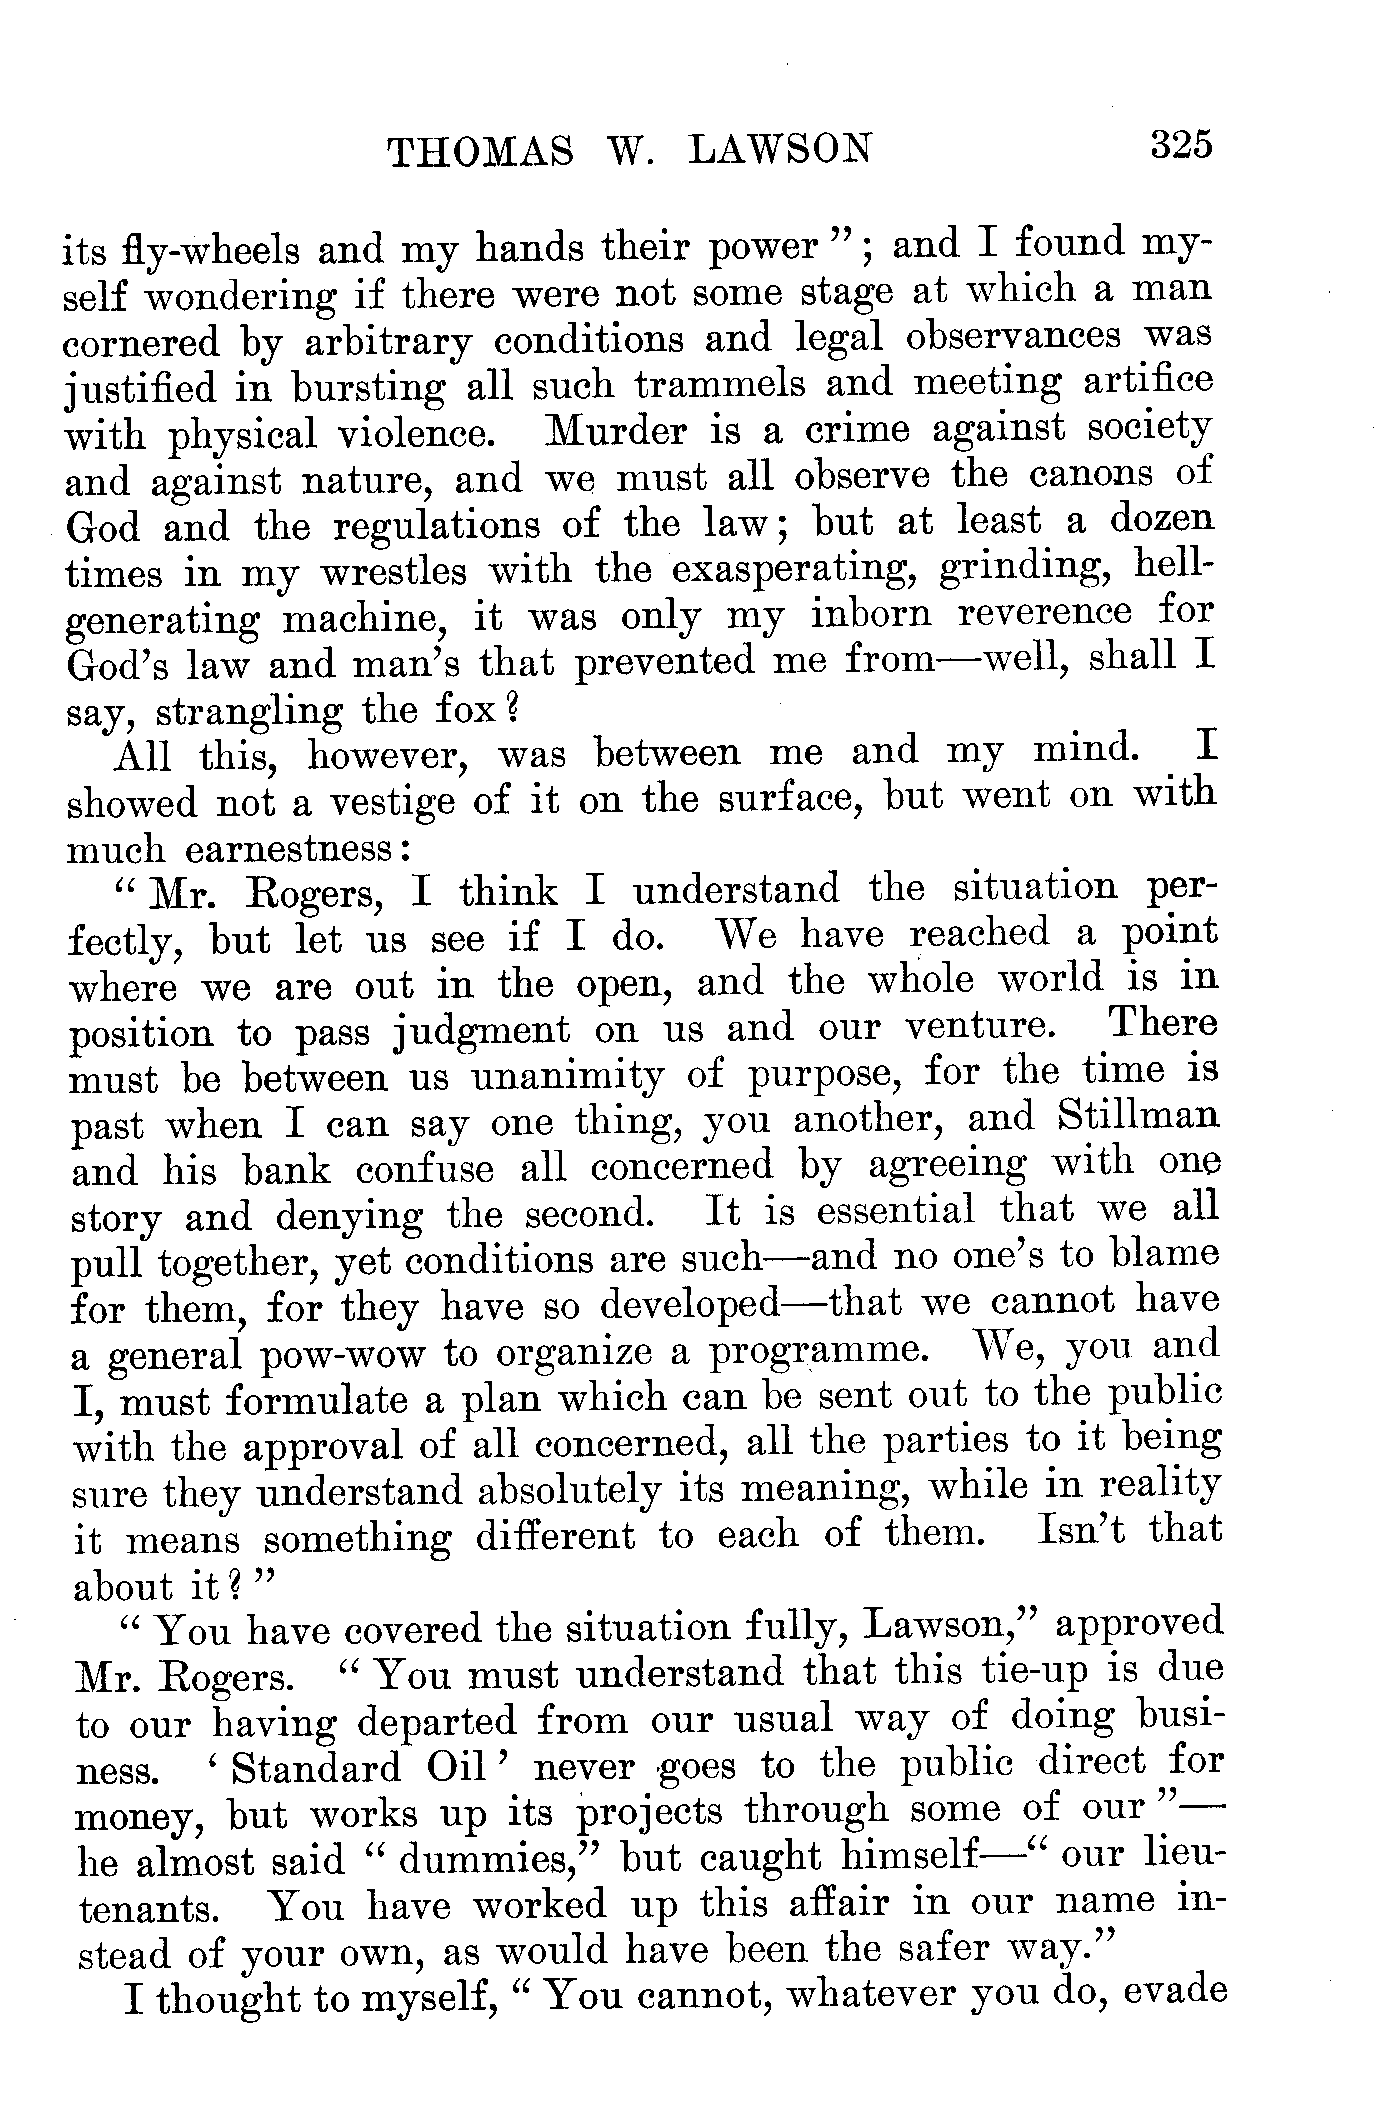 THOMAS W. LAWSON 325
its fly-wheels and my hands their power "; and I found my-
self wondering if there were not some stage at which a man
cornered by arbitrary conditions and legal observances was
justified in bursting all such trammels and meeting artifice
with physical violence. Murder is a crime against society
and against nature, and we must all observe the canons of
God and the regulations of the law; but at least a dozen
times in my wrestles with the exasperating, grinding, hell-
generating machine, it was only my inborn reverence for
God's law and man's that prevented me from—well, shall I
say, strangling the fox?
All this, however, was between me and my mind. I
showed not a vestige of it on the surface, but went on with
much earnestness:
" Mr. Rogers, I think I understand the situation per-
fectly, but let us see if I do. We have reached a point
where we are out in the open, and the whole world is in
position to pass judgment on us and our venture. There
must be between us unanimity of purpose, for the time is
past when I can say one thing, you another, and Stillman
and his bank confuse all concerned by agreeing with one
story and denying the second. It is essential that we all
pull together, yet conditions are such—and no one's to blame
for them, for they have so developed—that we cannot have
a general pow-wow to organize a programme. We, you and
I, must formulate a plan which can be sent out to the public
with the approval of all concerned, all the parties to it being
sure they understand absolutely its meaning, while in reality
it means something different to each of them. Isn't that
about it? "
" You have covered the situation fully, Lawson," approved
Mr. Rogers. " You must understand that this tie-up is due
to our having departed from our usual way of doing busi-
ness. ' Standard Oil ' never goes to the public direct for
money, but works up its projects through some of our "—
he almost said " dummies," but caught himself—" our lieu-
tenants. You have worked up this affair in our name in-
stead of your own, as would have been the safer way."
I thought to myself, " You cannot, whatever you do, evade